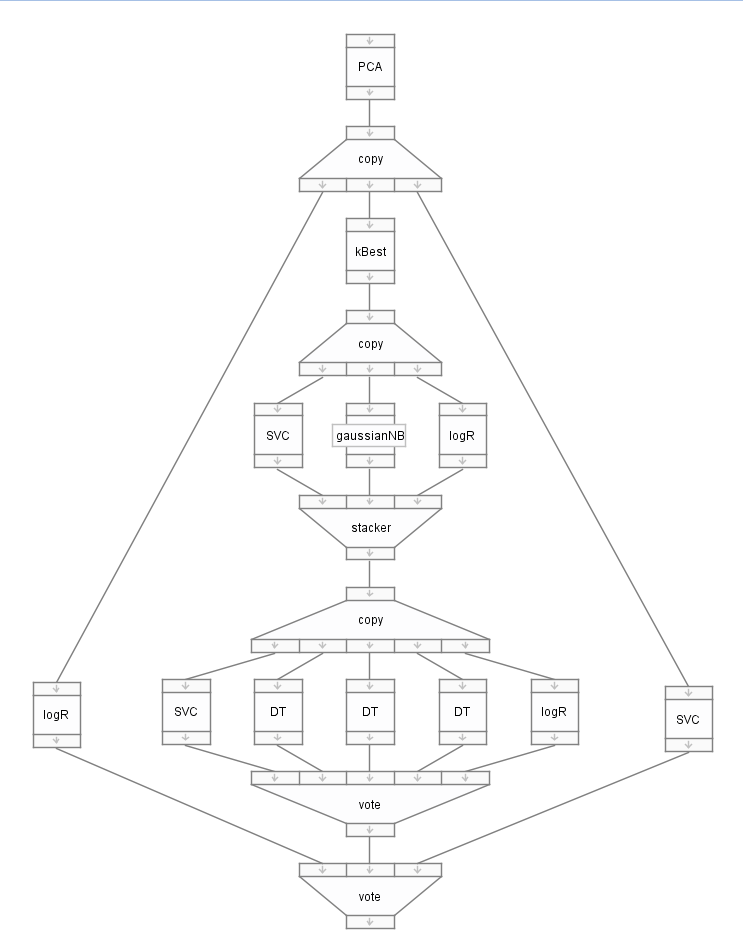 PCA
copy
kBest
copy
SVC gaussianNB logR
stacker
copy
logR SVC DT DT DT logR SVC
vote
vote